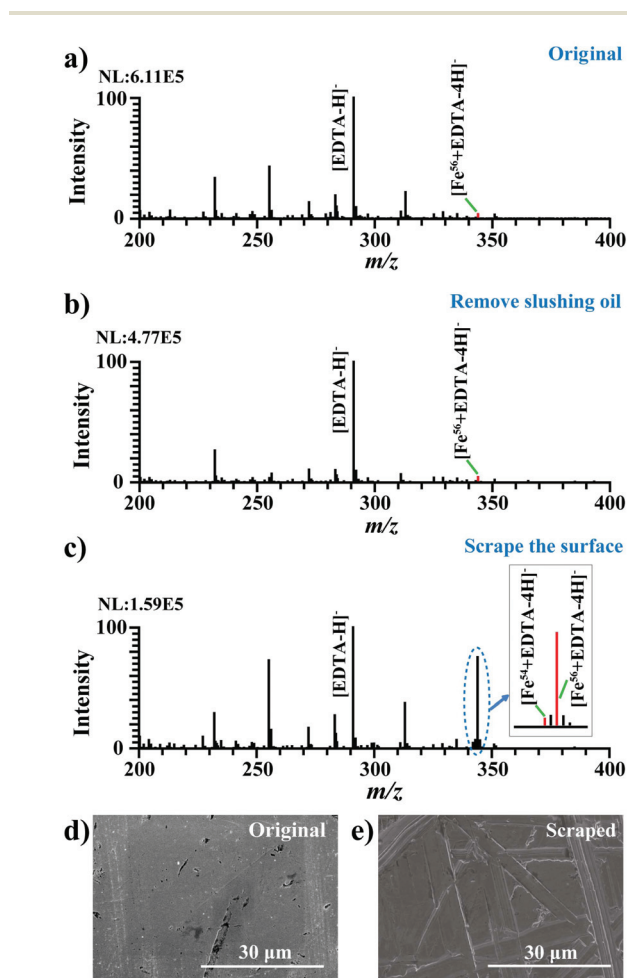 a)
Original
NL:6.11E5
[EDTA-H]-
[Fe56+EDTA-4H]-
Intensity
100
0
200
250
300
350
400
m/z
b)
Remove slushing oil
NL:4.77E5
[EDTA-H]-
[Fe56+EDTA-4H]-
Intensity
100
0
200
250
300
350
400
m/z
c)
Scrape the surface
NL:1.59E5
[EDTA-H]-
[Fe54+EDTA-4H]-
[Fe56+EDTA-4H]-
Intensity
100
0
200
250
300
350
400
m/z
d)
Original
30 μm
e)
Scraped
30 μm